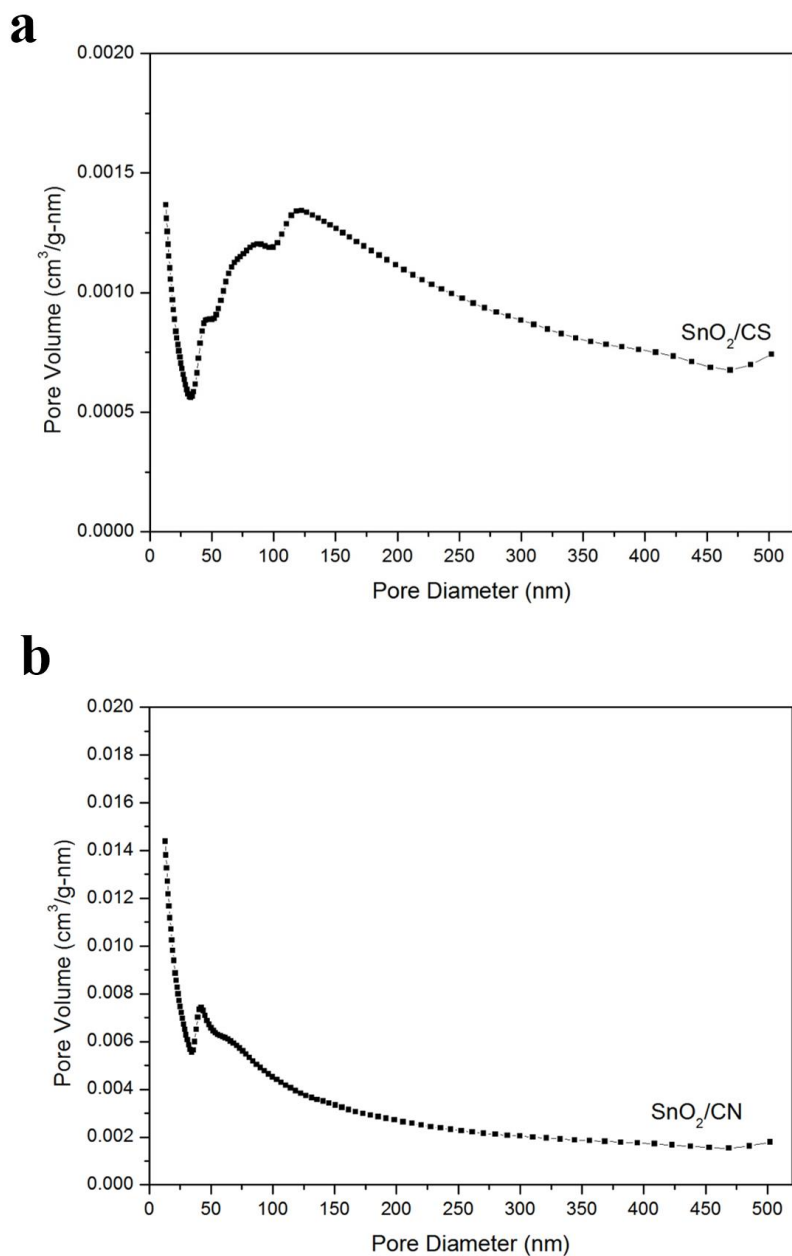 a
0.0020
0.0015
0.0010
0.0005
0.0000
Pore Volume (cm³/g-nm)
SnO₂/CS
0 50 100 150 200 250 300 350 400 450 500
Pore Diameter (nm)
b
0.020
0.018
0.016
0.014
0.012
0.010
0.008
0.006
0.004
0.002
0.000
Pore Volume (cm³/g-nm)
SnO₂/CN
0 50 100 150 200 250 300 350 400 450 500
Pore Diameter (nm)